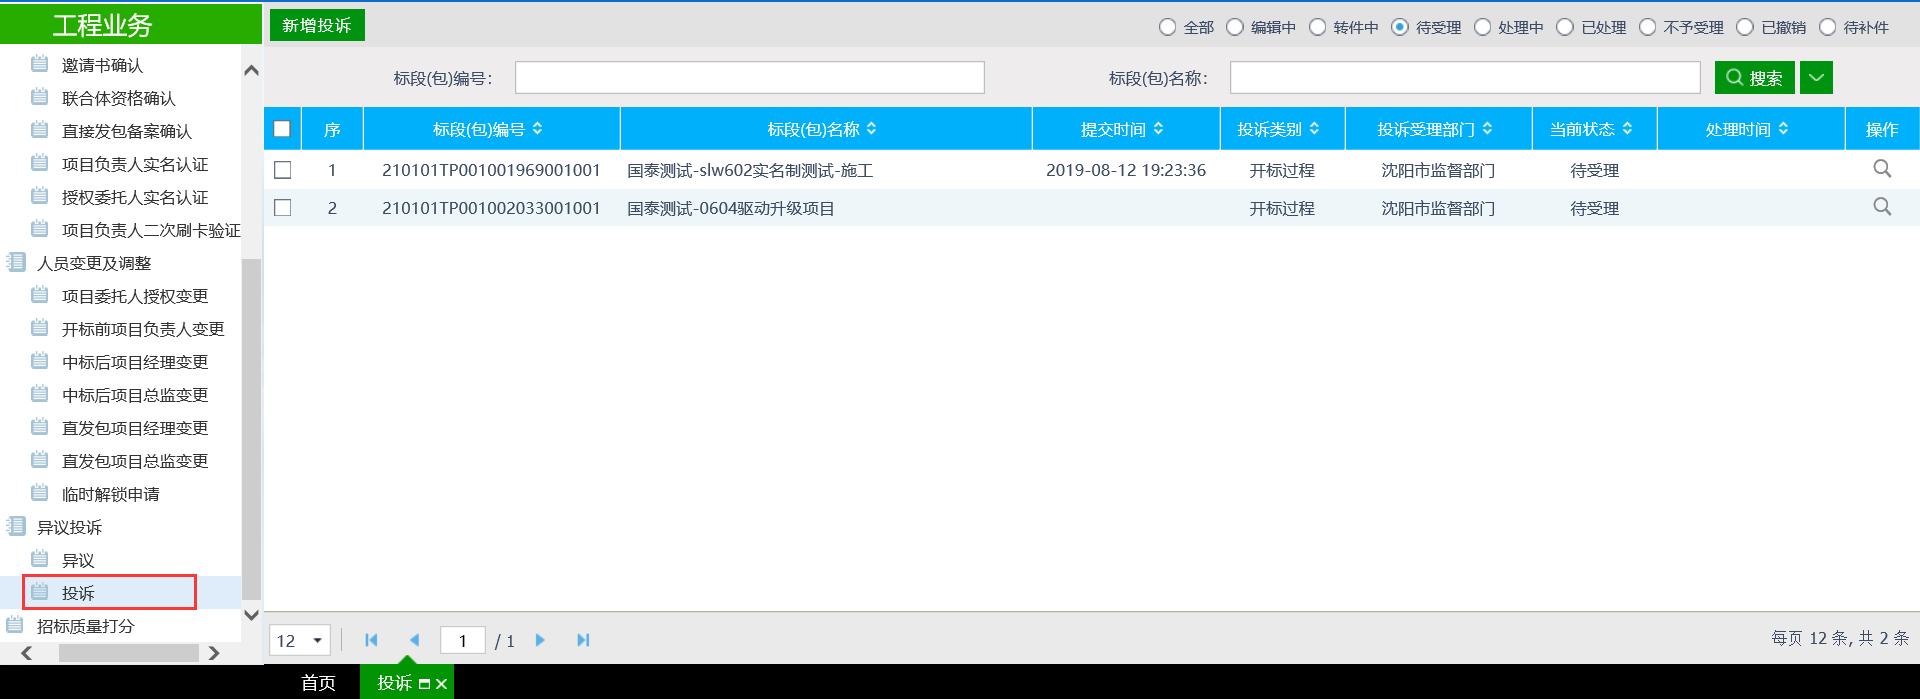 工程业务
邀请书确认
联合体资格确认
直接发包备案确认
项目负责人实名认证
授权委托人实名认证
项目负责人二次刷卡验证
人员变更及调整
项目委托人授权变更
开标前项目负责人变更
中标后项目经理变更
中标后项目总监变更
直发包项目经理变更
直发包项目总监变更
临时解锁申请
异议投诉
异议
投诉
招标质量打分
新增投诉
全部 编辑中 转件中 待受理 处理中 已处理 不予受理 已撤销 待补件
标段(包)编号： 标段(包)名称： 搜索
序 标段(包)编号 标段(包)名称 提交时间 投诉类别 投诉受理部门 当前状态 处理时间 操作
1 210101TP001001969001001 国泰测试-slw602实名制测试-施工 2019-08-12 19:23:36 开标过程 沈阳市监督部门 待受理
2 210101TP001002033001001 国泰测试-0604驱动升级项目 开标过程 沈阳市监督部门 待受理
12 1 / 1 每页 12 条, 共 2 条
首页 投诉